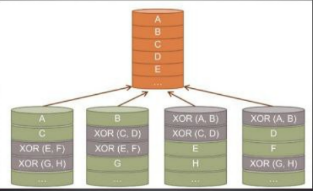 A
B
C
D
E
...
A
C
XOR (E, F)
XOR (G, H)
...
B
XOR (C, D)
XOR (E, F)
G
...
XOR (A, B)
XOR (C, D)
E
H
...
XOR (A, B)
D
F
XOR (G, H)
...